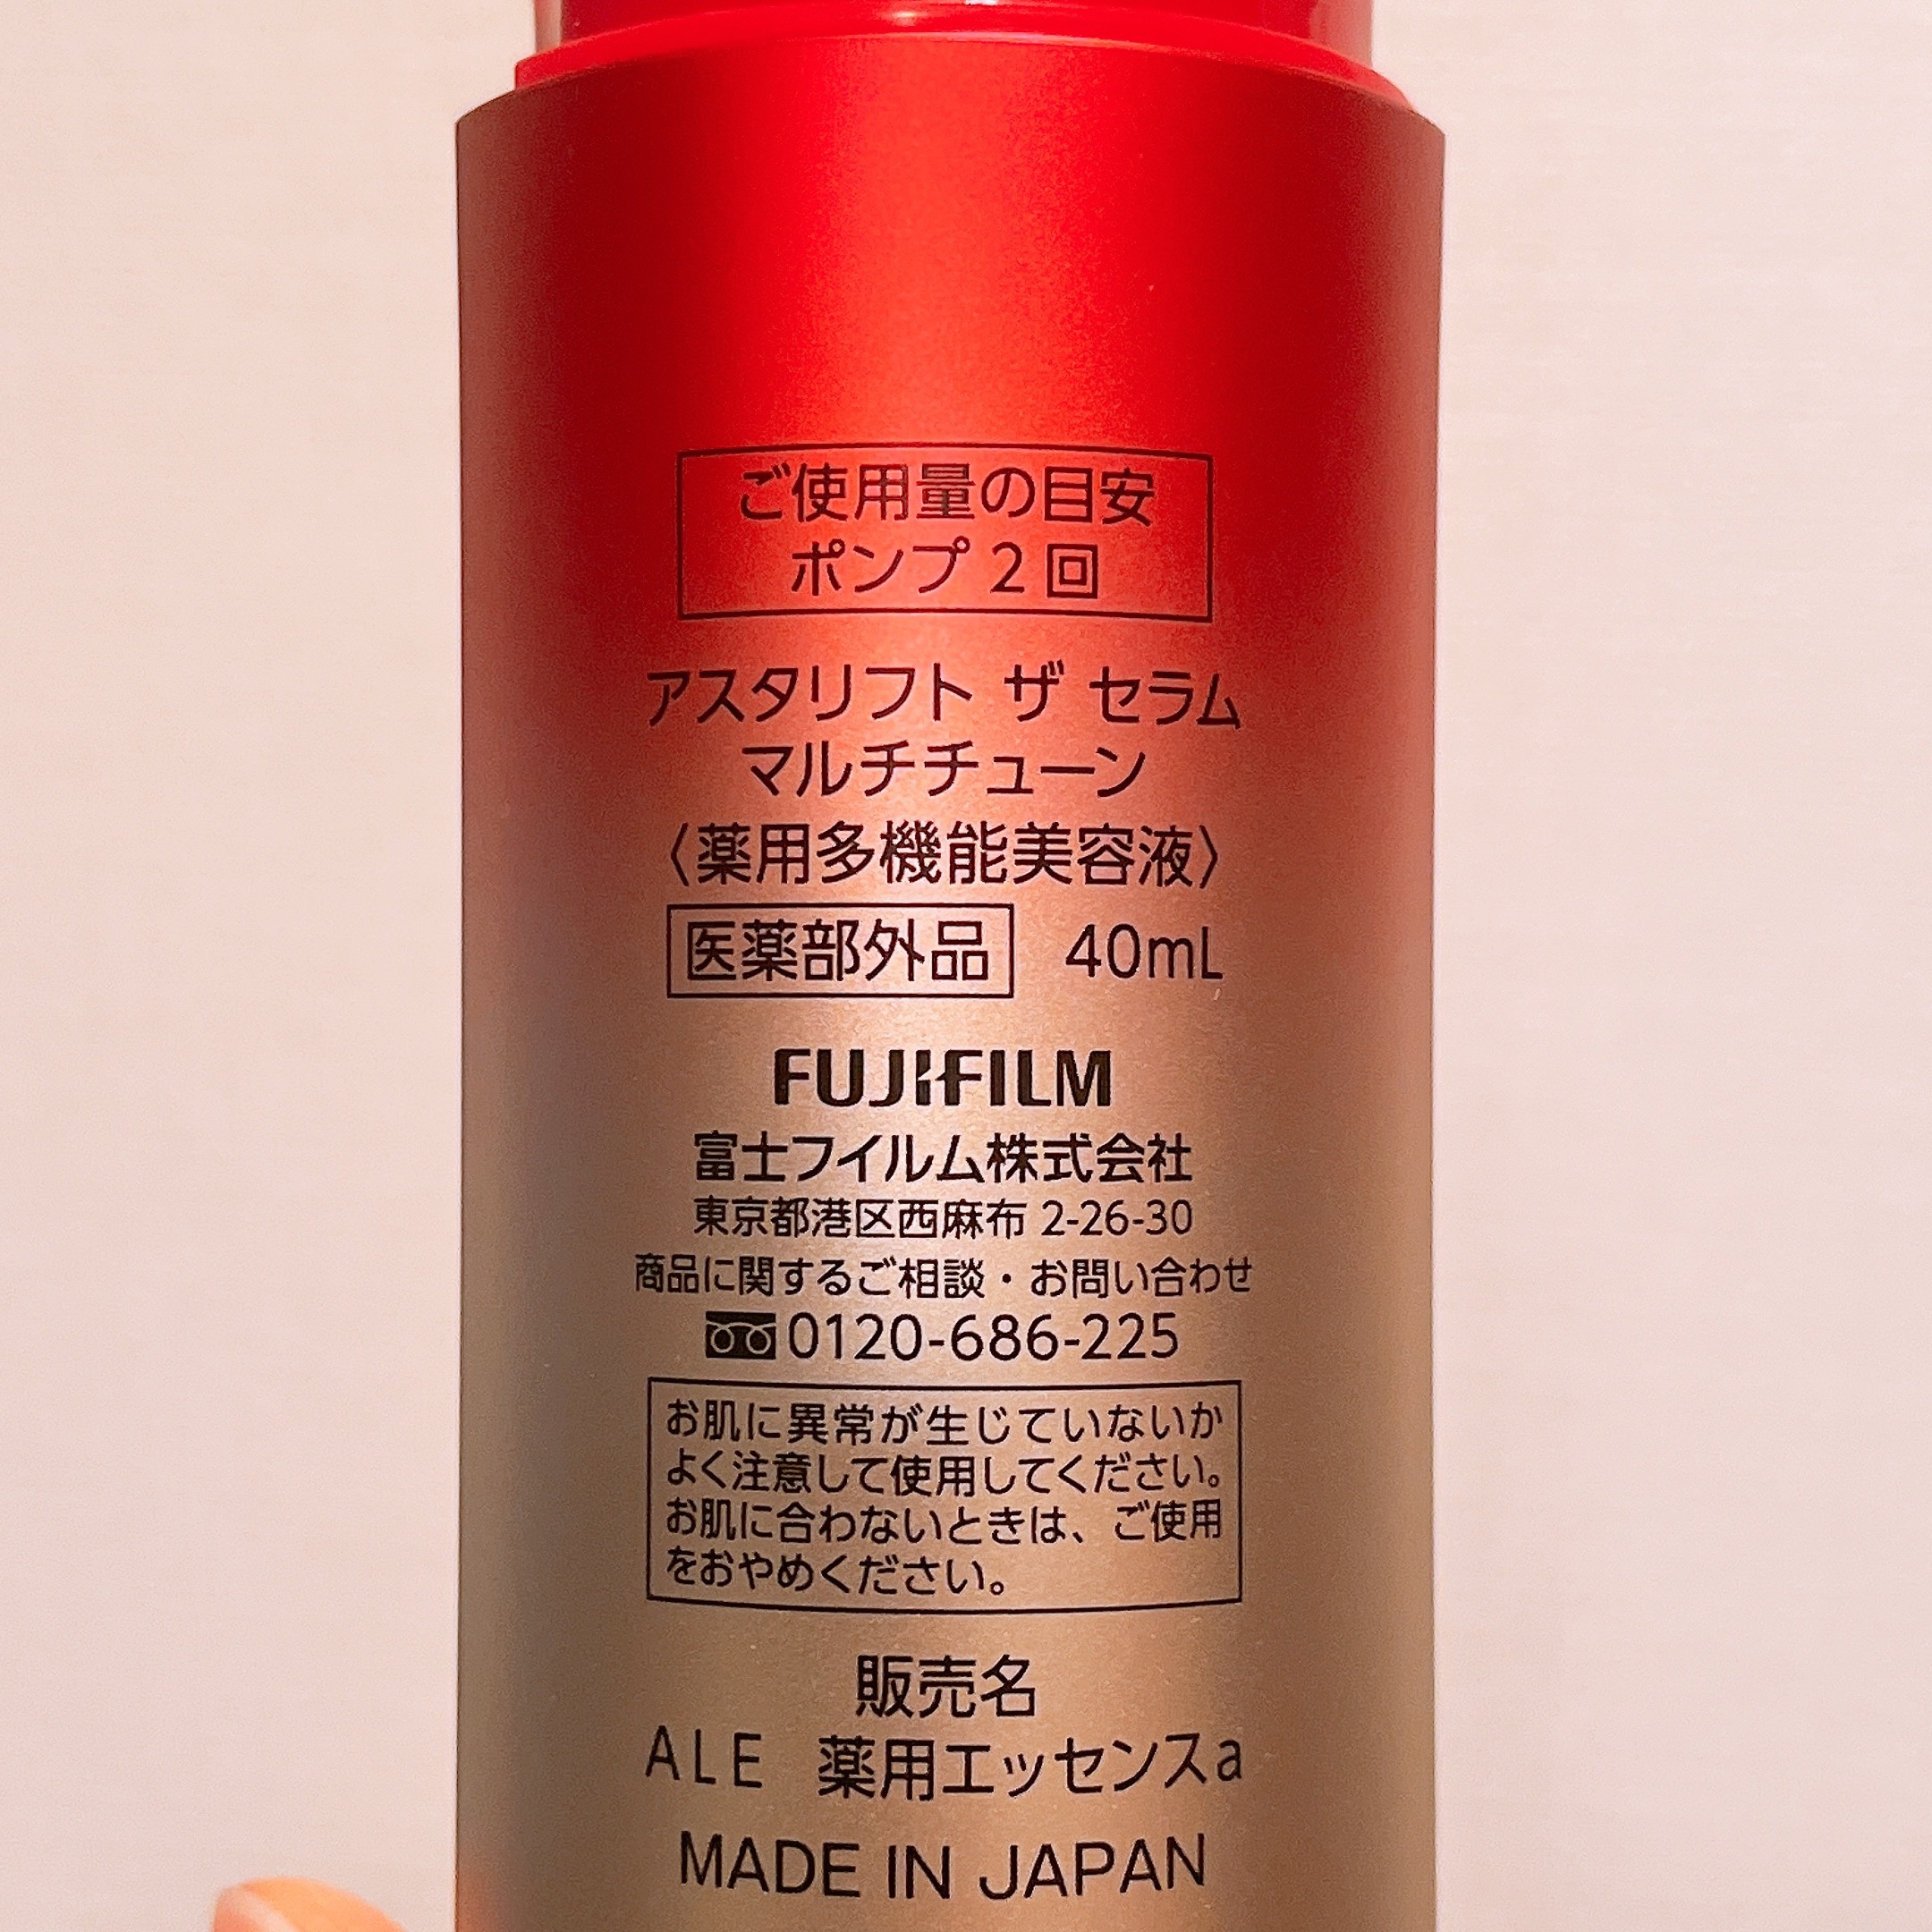 ご使用量の目安
ポンプ2回
アスタリフト ザ セラム
マルチチューン
〈薬用多機能美容液〉
医薬部外品 40mL
FUJIFILM
富士フイルム株式会社
東京都港区西麻布 2-26-30
商品に関するご相談・お問い合わせ
0120-686-225
お肌に異常が生じていないか
よく注意して使用してください。
お肌に合わないときは、ご使用
をおやめください。
販売名
ALE 薬用エッセンスa
MADE IN JAPAN